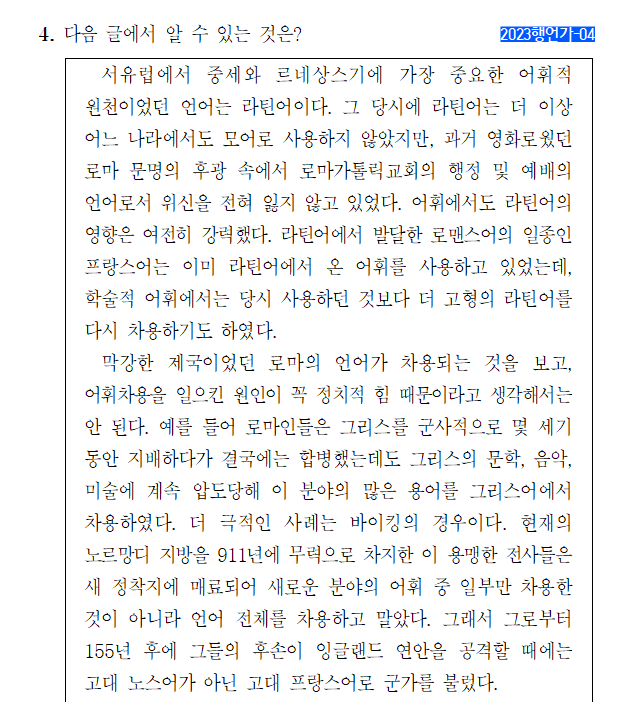 4. 다음 글에서 알 수 있는 것은? 2023행언가-04
서유럽에서 중세와 르네상스기에 가장 중요한 어휘적
원천이었던 언어는 라틴어이다. 그 당시에 라틴어는 더 이상
어느 나라에서도 모어로 사용하지 않았지만, 과거 영화로웠던
로마 문명의 후광 속에서 로마가톨릭교회의 행정 및 예배의
언어로서 위신을 전혀 잃지 않고 있었다. 어휘에서도 라틴어의
영향은 여전히 강력했다. 라틴어에서 발달한 로맨스어의 일종인
프랑스어는 이미 라틴어에서 온 어휘를 사용하고 있었는데,
학술적 어휘에서는 당시 사용하던 것보다 더 고형의 라틴어를
다시 차용하기도 하였다.
막강한 제국이었던 로마의 언어가 차용되는 것을 보고,
어휘차용을 일으킨 원인이 꼭 정치적 힘 때문이라고 생각해서는
안 된다. 예를 들어 로마인들은 그리스를 군사적으로 몇 세기
동안 지배하다가 결국에는 합병했는데도 그리스의 문학, 음악,
미술에 계속 압도당해 이 분야의 많은 용어를 그리스어에서
차용하였다. 더 극적인 사례는 바이킹의 경우이다. 현재의
노르망디 지방을 911년에 무력으로 차지한 이 용맹한 전사들은
새 정착지에 매료되어 새로운 분야의 어휘 중 일부만 차용한
것이 아니라 언어 전체를 차용하고 말았다. 그래서 그로부터
155년 후에 그들의 후손이 잉글랜드 연안을 공격할 때에는
고대 노스어가 아닌 고대 프랑스어로 군가를 불렀다.